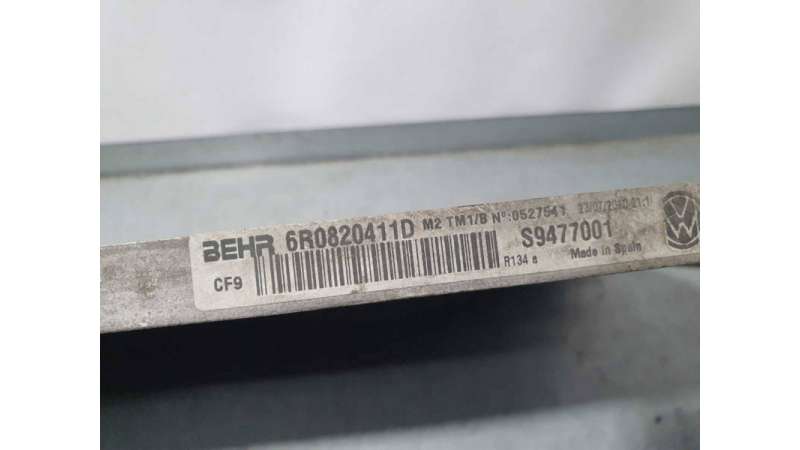 BEHR 6R0820411D M2 TM1/B Nº:0527541
S9477001
CF9 R134 a Made in Spain